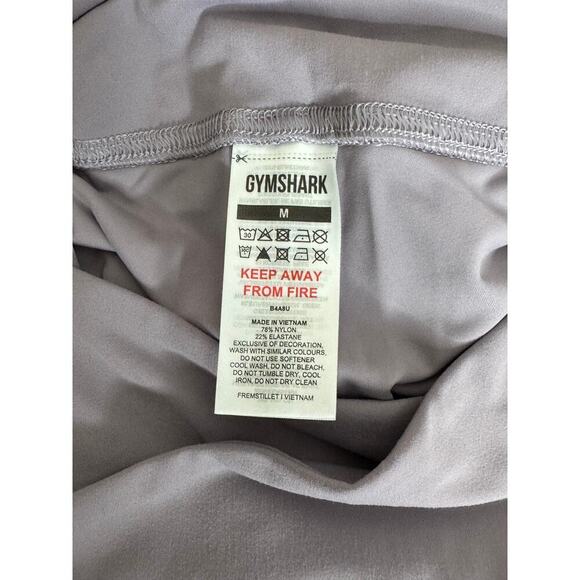 GYMSHARK
M
30
KEEP AWAY
FROM FIRE
B4A8U
MADE IN VIETNAM
78% NYLON
22% ELASTANE
EXCLUSIVE OF DECORATION,
WASH WITH SIMILAR COLOURS,
DO NOT USE SOFTENER
COOL WASH, DO NOT BLEACH,
DO NOT TUMBLE DRY, COOL
IRON, DO NOT DRY CLEAN
FREMSTILLET I VIETNAM